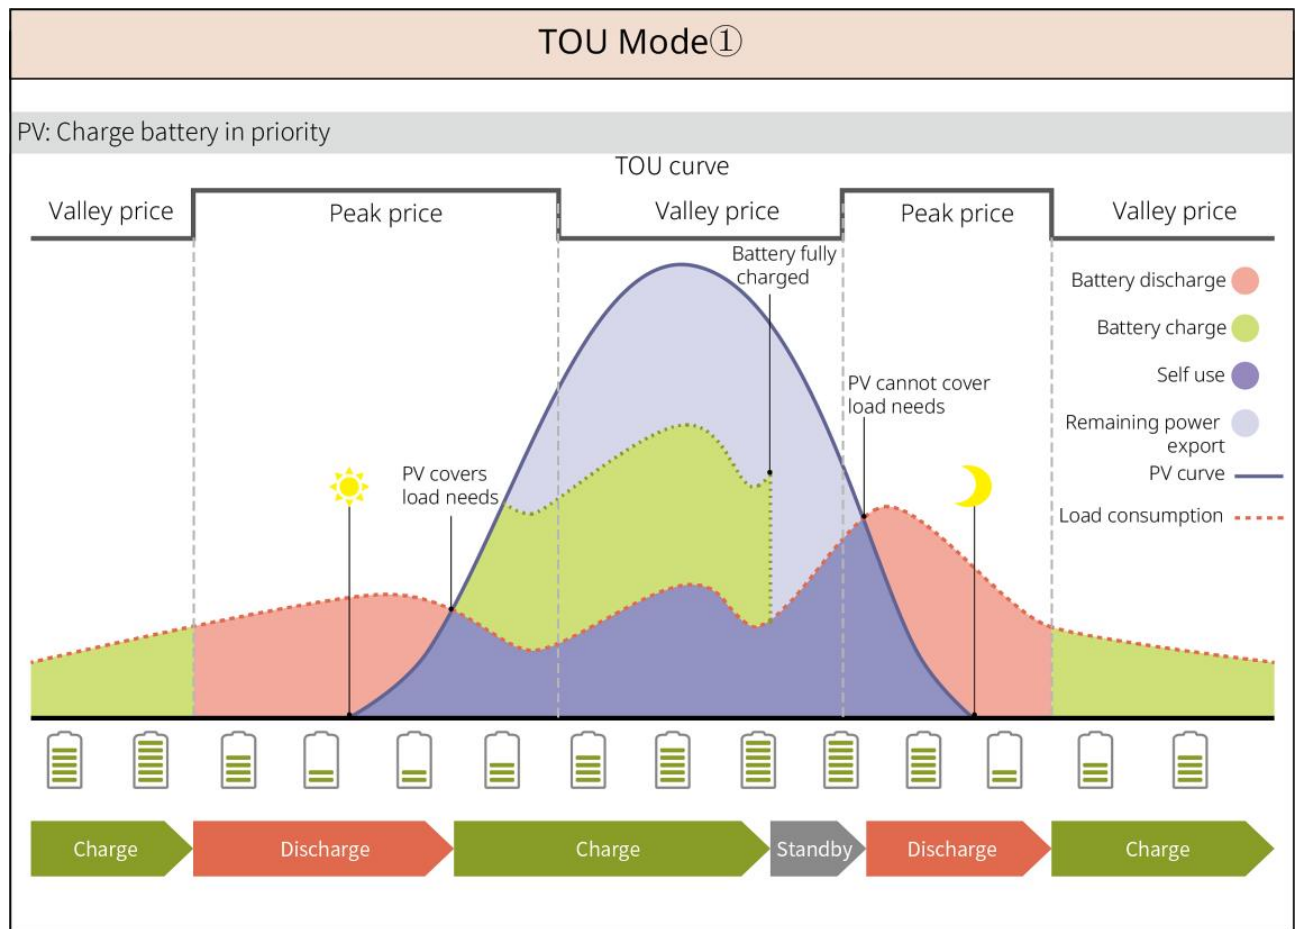 TOU Mode①
PV: Charge battery in priority
TOU curve
Valley price
Peak price
Valley price
Peak price
Valley price
Battery fully
charged
Battery discharge
Battery charge
Self use
Remaining power
export
PV curve
Load consumption
PV cannot cover
load needs
PV covers
load needs
Charge
Discharge
Charge
Standby
Discharge
Charge